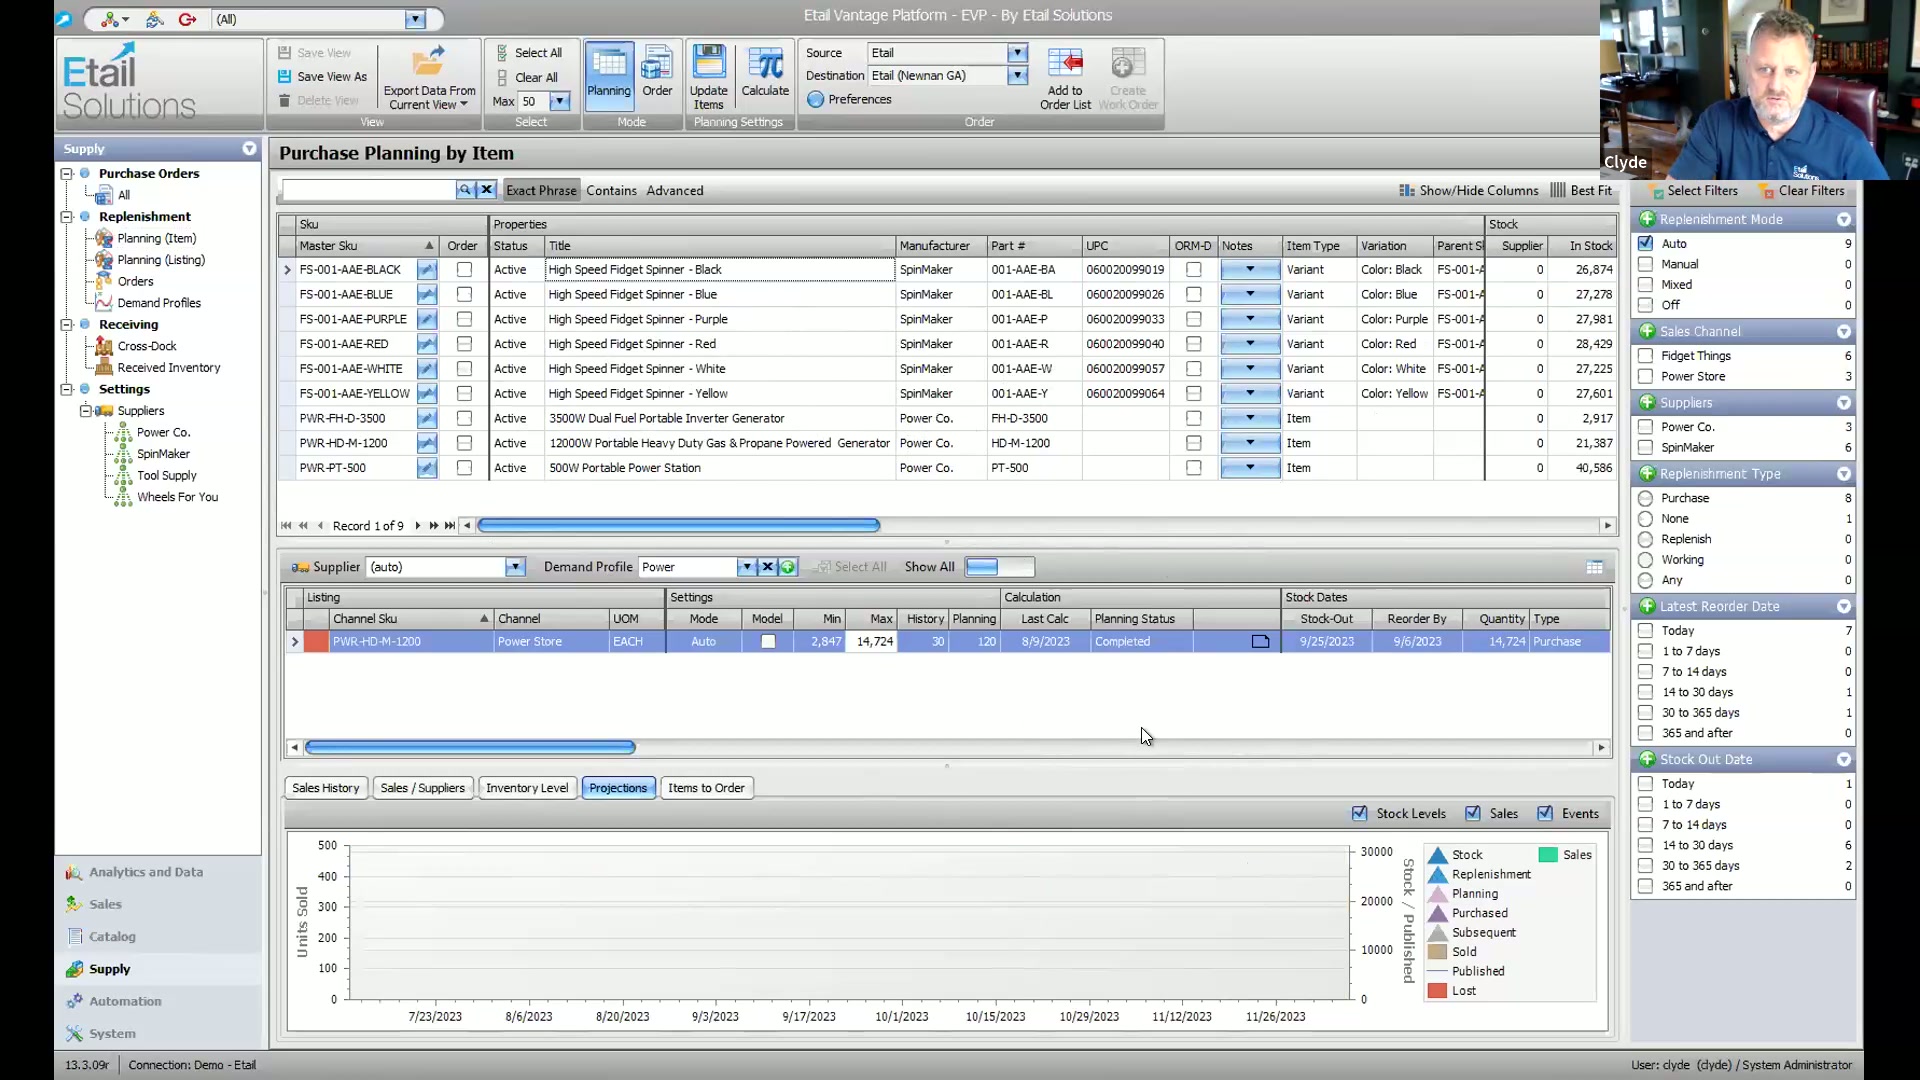 (All)
Etail Vantage Platform - EVP - By Etail Solutions
Etail
Solutions
Save View
Save View As
Delete View
Export Data From
Current View
View
Select All
Clear All
Max 50
Select
Planning
Order
Mode
Update
Items
Calculate
Planning Settings
Source Etail
Destination Etail (Newnan GA)
Preferences
Add to
Order List
Create
Work Order
Order
Clyde
Etail
Solutions
Supply
Purchase Orders
All
Replenishment
Planning (Item)
Planning (Listing)
Orders
Demand Profiles
Receiving
Cross-Dock
Received Inventory
Settings
Suppliers
Power Co.
SpinMaker
Tool Supply
Wheels For You
Analytics and Data
Sales
Catalog
Supply
Automation
System
Purchase Planning by Item
Exact Phrase Contains Advanced
Show/Hide Columns Best Fit
Sku Properties Stock
Master Sku Order Status Title Manufacturer Part # UPC ORM-D Notes Item Type Variation Parent S Supplier In Stock
FS-001-AAE-BLACK Active High Speed Fidget Spinner - Black SpinMaker 001-AAE-BA 060020099019 Variant Color: Black FS-001-A 0 26,874
FS-001-AAE-BLUE Active High Speed Fidget Spinner - Blue SpinMaker 001-AAE-BL 060020099026 Variant Color: Blue FS-001-A 0 27,278
FS-001-AAE-PURPLE Active High Speed Fidget Spinner - Purple SpinMaker 001-AAE-P 060020099033 Variant Color: Purple FS-001-A 0 27,981
FS-001-AAE-RED Active High Speed Fidget Spinner - Red SpinMaker 001-AAE-R 060020099040 Variant Color: Red FS-001-A 0 28,429
FS-001-AAE-WHITE Active High Speed Fidget Spinner - White SpinMaker 001-AAE-W 060020099057 Variant Color: White FS-001-A 0 27,225
FS-001-AAE-YELLOW Active High Speed Fidget Spinner - Yellow SpinMaker 001-AAE-Y 060020099064 Variant Color: Yellow FS-001-A 0 27,601
PWR-FH-D-3500 Active 3500W Dual Fuel Portable Inverter Generator Power Co. FH-D-3500 Item 0 2,917
PWR-HD-M-1200 Active 12000W Portable Heavy Duty Gas & Propane Powered Generator Power Co. HD-M-1200 Item 0 21,387
PWR-PT-500 Active 500W Portable Power Station Power Co. PT-500 Item 0 40,586
Record 1 of 9
Supplier (auto) Demand Profile Power Select All Show All
Listing Settings Calculation Stock Dates
Channel Sku Channel UOM Mode Model Min Max History Planning Last Calc Planning Status Stock-Out Reorder By Quantity Type
PWR-HD-M-1200 Power Store EACH Auto 2,847 14,724 30 120 8/9/2023 Completed 9/25/2023 9/6/2023 14,724 Purchase
Sales History Sales / Suppliers Inventory Level Projections Items to Order
Stock Levels Sales Events
Units Sold
500
400
300
200
100
0
7/23/2023 8/6/2023 8/20/2023 9/3/2023 9/17/2023 10/1/2023 10/15/2023 10/29/2023 11/12/2023 11/26/2023
30000
20000
10000
0
Stock / Published
Stock Sales
Replenishment
Planning
Purchased
Subsequent
Sold
Published
Lost
Select Filters Clear Filters
Replenishment Mode
Auto 9
Manual 0
Mixed 0
Off 0
Sales Channel
Fidget Things 6
Power Store 3
Suppliers
Power Co. 3
SpinMaker 6
Replenishment Type
Purchase 8
None 1
Replenish 0
Working 0
Any 0
Latest Reorder Date
Today 7
1 to 7 days 0
7 to 14 days 0
14 to 30 days 1
30 to 365 days 1
365 and after 0
Stock Out Date
Today 1
1 to 7 days 0
7 to 14 days 0
14 to 30 days 6
30 to 365 days 2
365 and after 0
13.3.09r Connection: Demo - Etail
User: clyde (clyde) / System Administrator